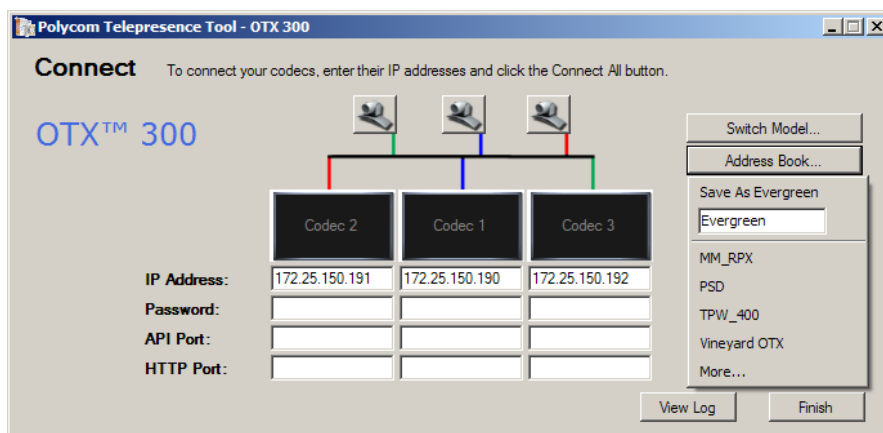 Polycom Telepresence Tool - OTX 300
Connect To connect your codecs, enter their IP addresses and click the Connect All button.
OTX™ 300
Switch Model...
Address Book...
Save As Evergreen
Evergreen
MM_RPX
PSD
TPW_400
Vineyard OTX
More...
Codec 2 Codec 1 Codec 3
IP Address: 172.25.150.191 172.25.150.190 172.25.150.192
Password:
API Port:
HTTP Port:
View Log Finish